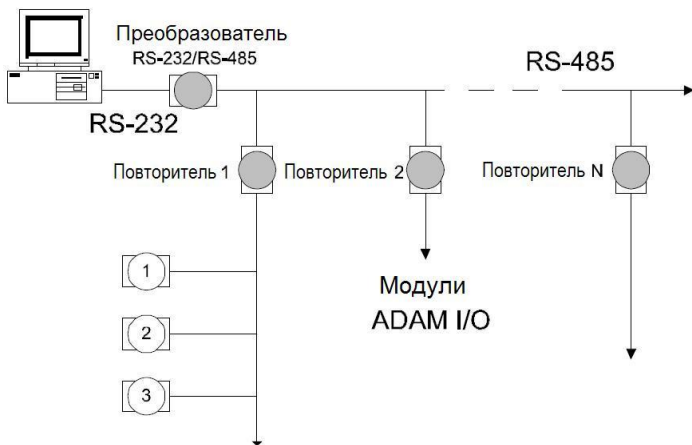 Преобразователь
RS-232/RS-485
RS-485
RS-232
Повторитель 1
Повторитель 2
Повторитель N
1
Модули
ADAM I/O
2
3